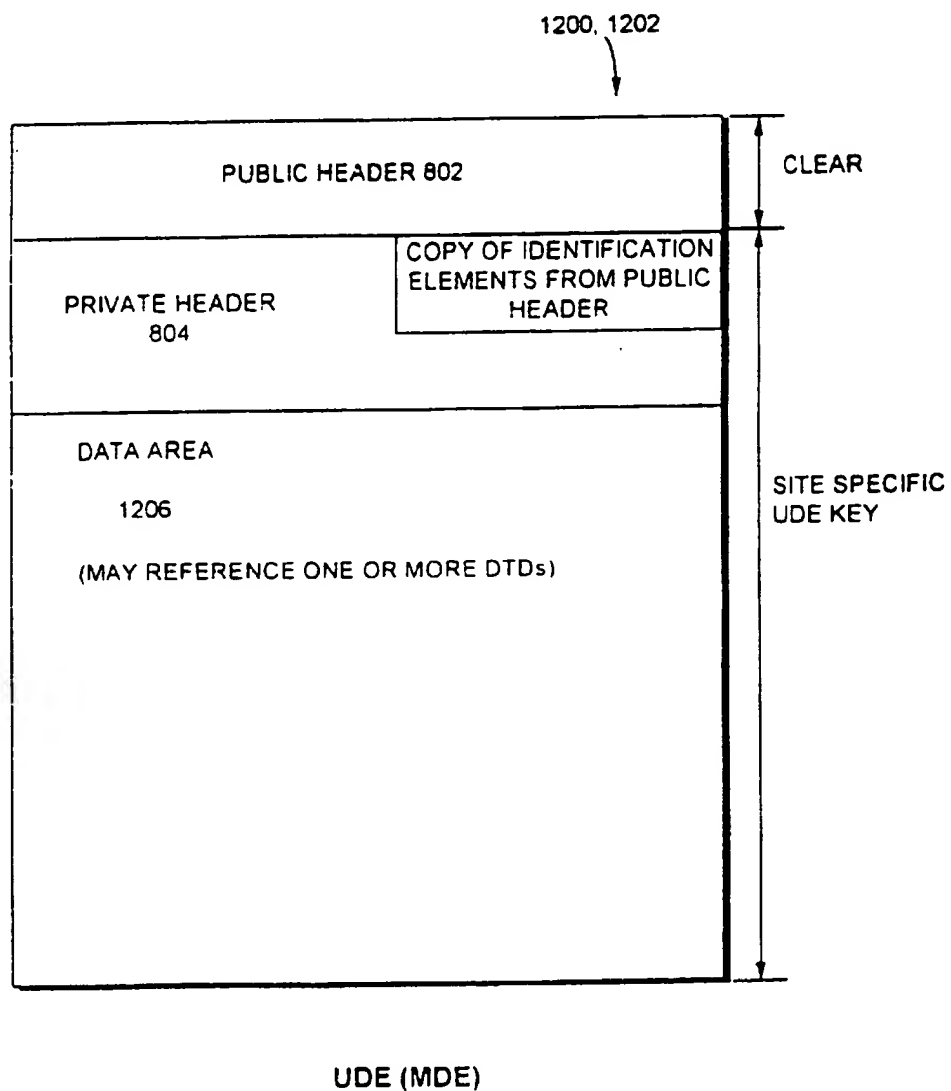 1200, 1202
PUBLIC HEADER 802
CLEAR
COPY OF IDENTIFICATION
ELEMENTS FROM PUBLIC
HEADER
PRIVATE HEADER
804
DATA AREA
1206
(MAY REFERENCE ONE OR MORE DTDs)
SITE SPECIFIC
UDE KEY
UDE (MDE)